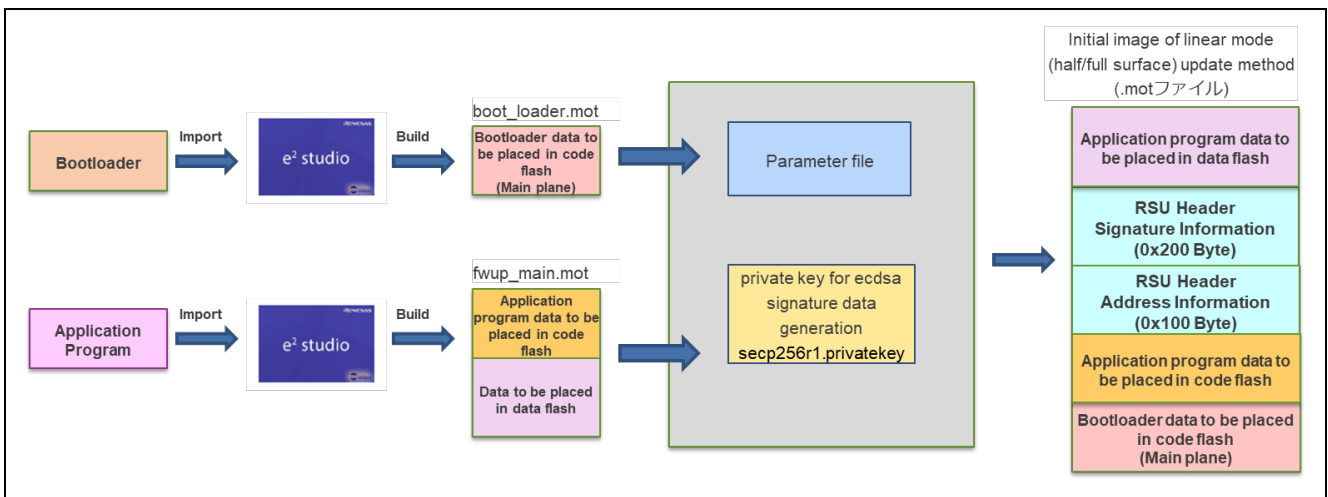 Bootloader
Import
RENESAS
e² studio
Build
boot_loader.mot
Bootloader data to
be placed in code
flash
(Main plane)
Application
Program
Import
RENESAS
e² studio
Build
fwup_main.mot
Application
program data to be
placed in code
flash
Data to be placed
in data flash
Parameter file
private key for ecdsa
signature data
generation
secp256r1.privatekey
Initial image of linear mode
(half/full surface) update method
(.motファイル)
Application program data to
be placed in data flash
RSU Header
Signature Information
(0x200 Byte)
RSU Header
Address Information
(0x100 Byte)
Application program data to
be placed in code flash
Bootloader data to be placed
in code flash
(Main plane)